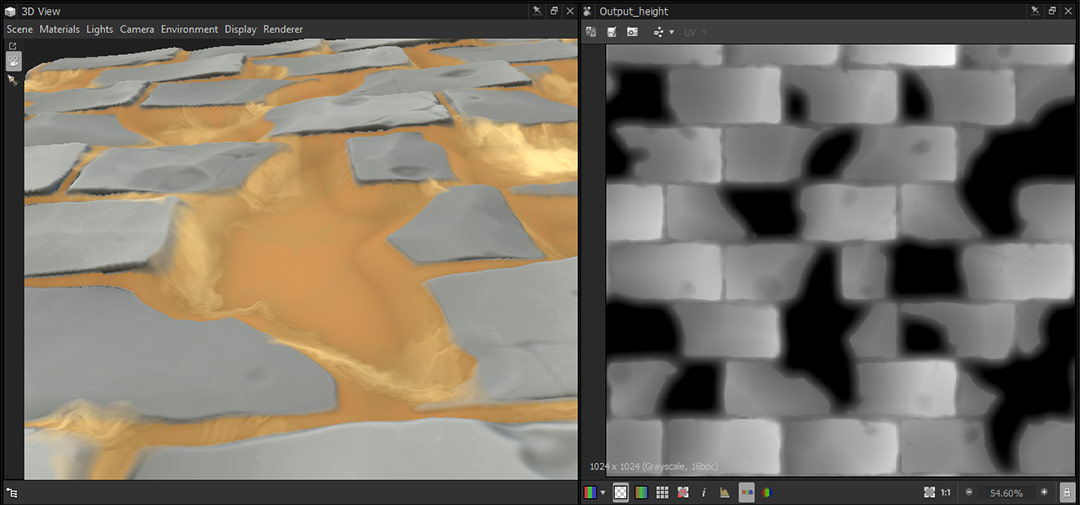 3D View
Scene Materials Lights Camera Environment Display Renderer
Output_height
UV
1024 x 1024 (Grayscale, 16bpc)
i
RGB
1:1
54.60%